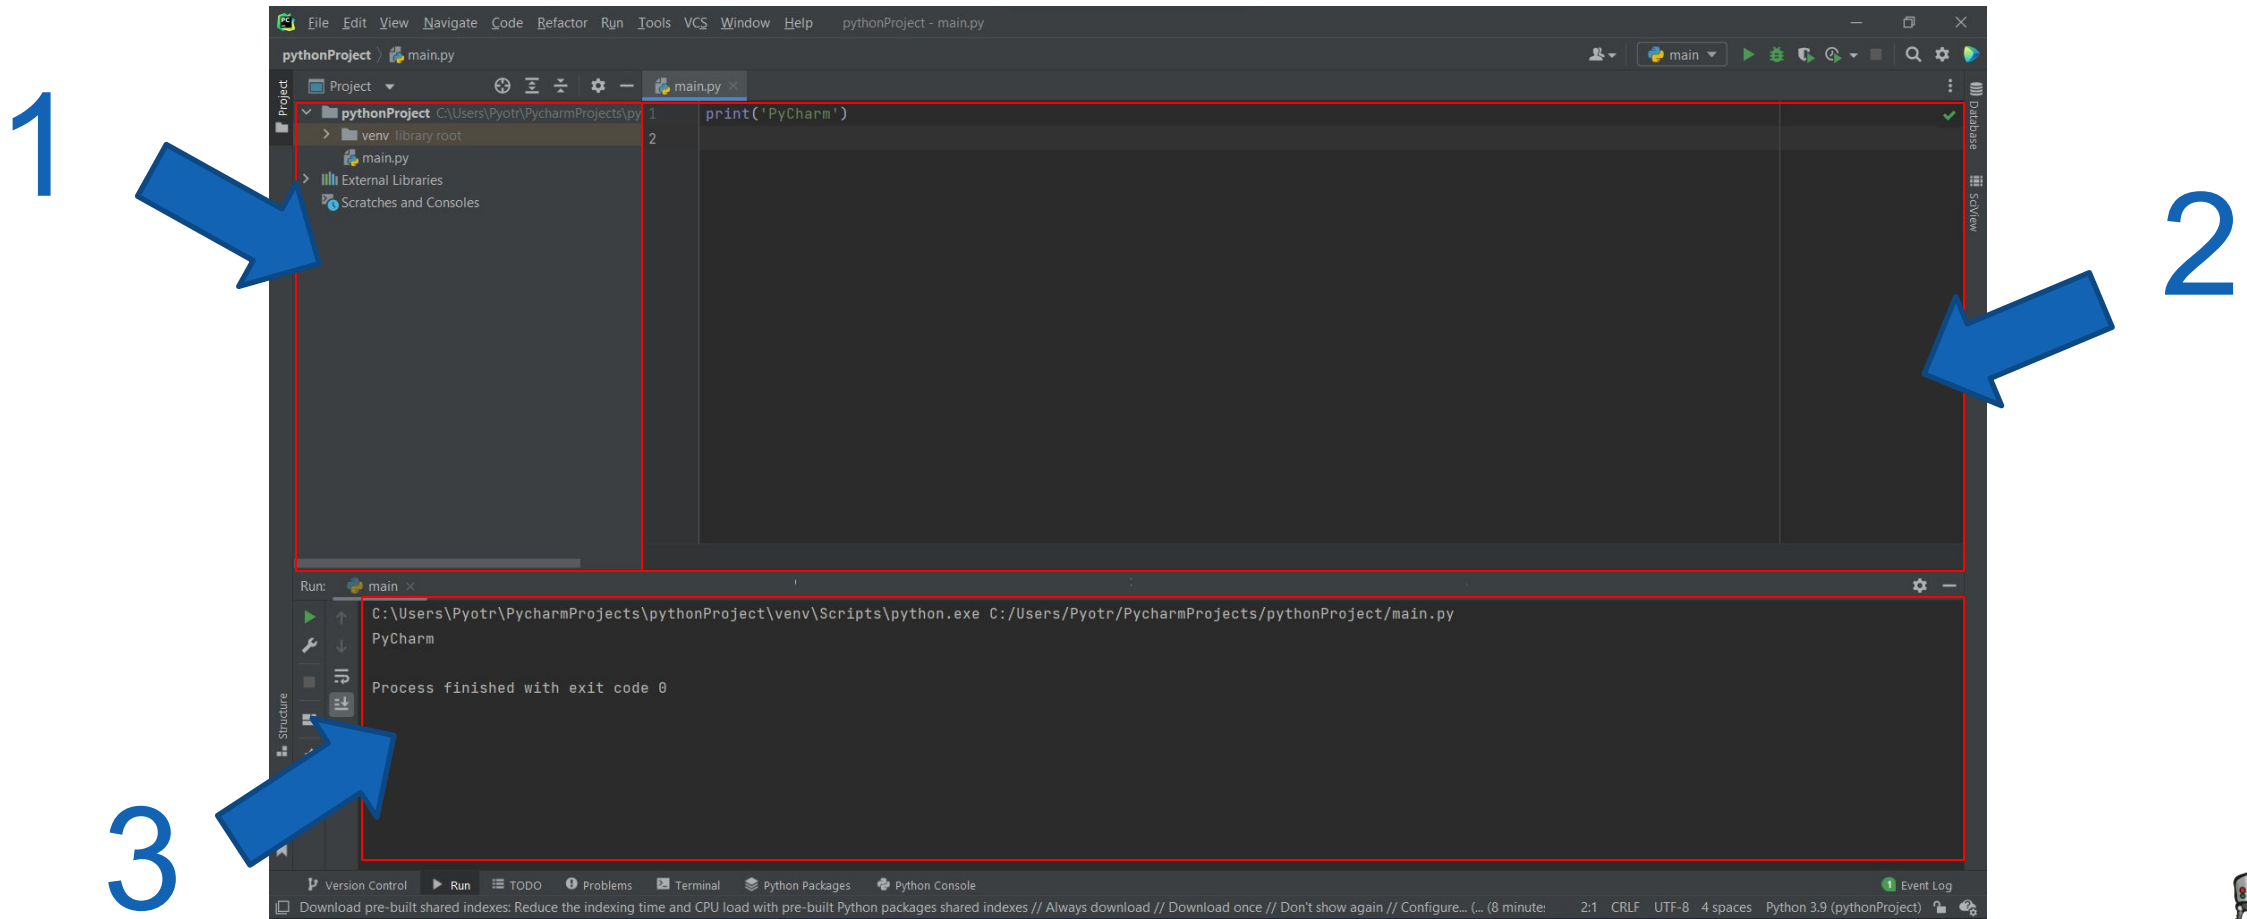 File Edit View Navigate Code Refactor Run Tools VCS Window Help pythonProject - main.py
pythonProject main.py
main
1
Project
Project
main.py
pythonProject C:\Users\Pyotr\PycharmProjects\py
venv library root
main.py
External Libraries
Scratches and Consoles
1 print('PyCharm')
2
Database
SciView
2
Run: main
C:\Users\Pyotr\PycharmProjects\pythonProject\venv\Scripts\python.exe C:/Users/Pyotr/PycharmProjects/pythonProject/main.py
PyCharm
Process finished with exit code 0
Structure
3
Version Control Run TODO Problems Terminal Python Packages Python Console 1 Event Log
Download pre-built shared indexes: Reduce the indexing time and CPU load with pre-built Python packages shared indexes // Always download // Download once // Don't show again // Configure... (... (8 minute 2:1 CRLF UTF-8 4 spaces Python 3.9 (pythonProject)